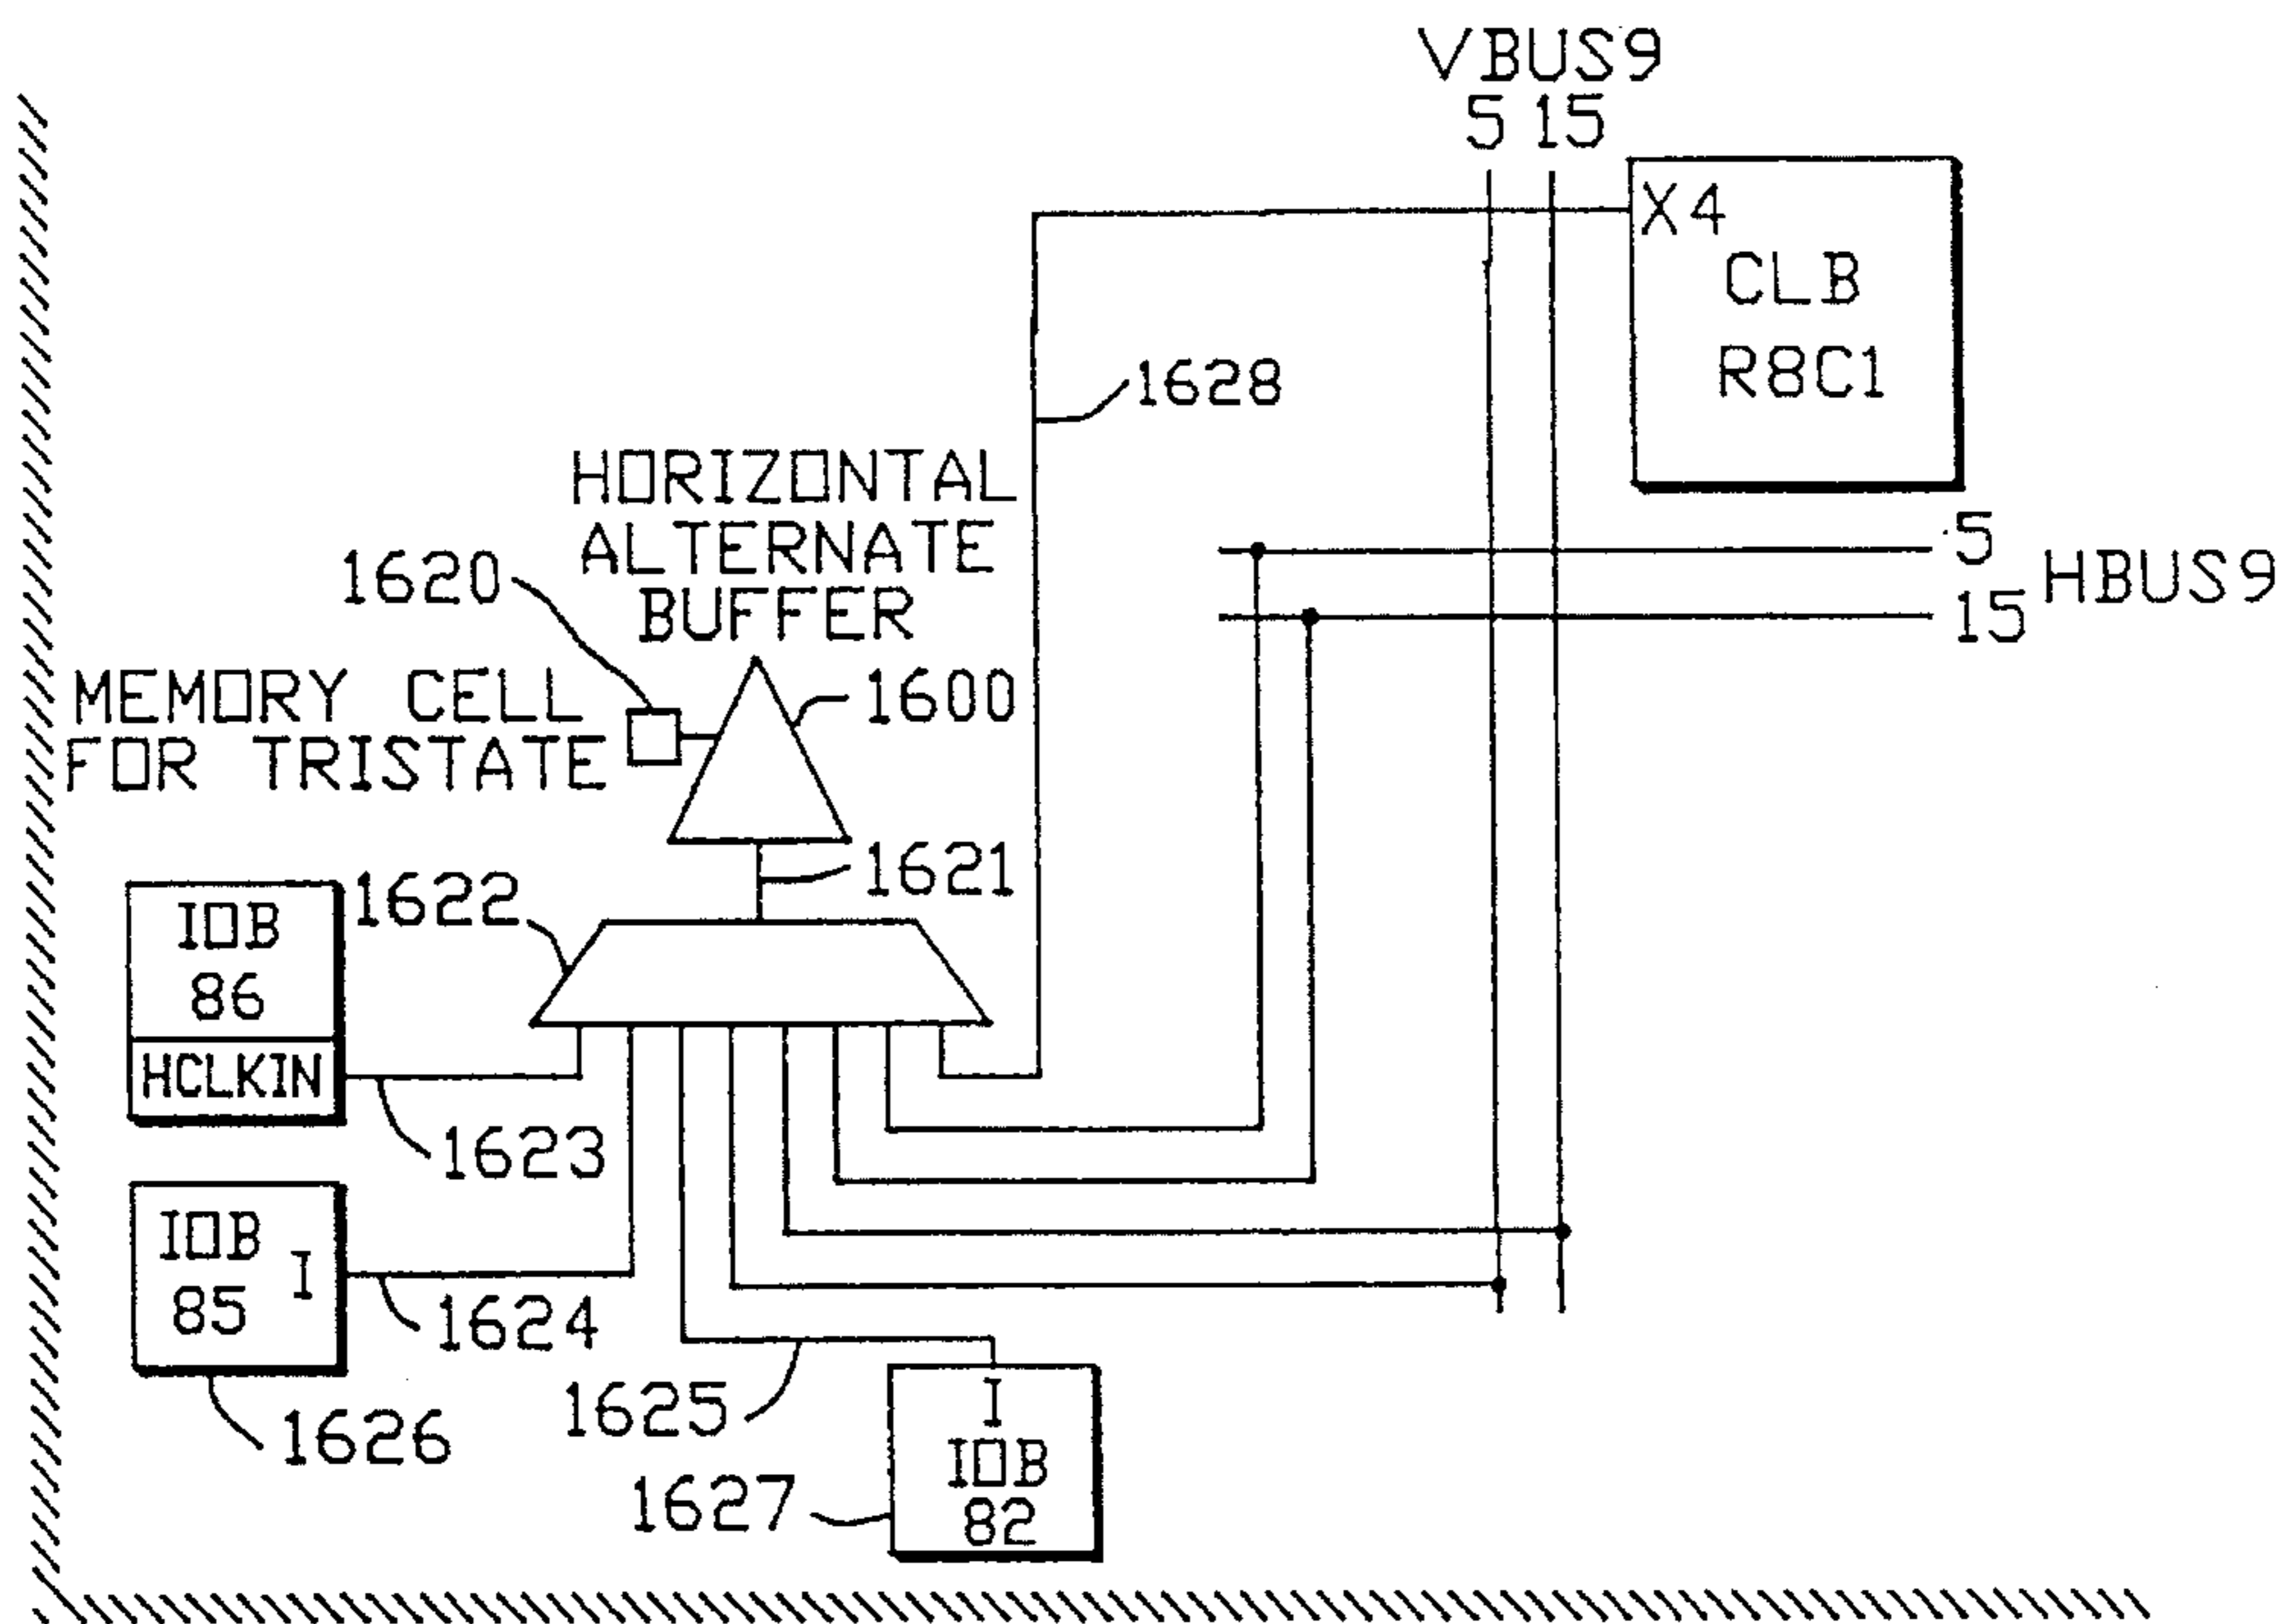 VBUS9
5 15
X4
CLB
R8C1
1628
HORIZONTAL
ALTERNATE
BUFFER
5
HBUS9
15
1620
MEMORY CELL
FOR TRISTATE
1600
1621
1622
IOB
86
HCLKIN
1623
IOB I
85
1624
1626
1625
I
IOB
82
1627